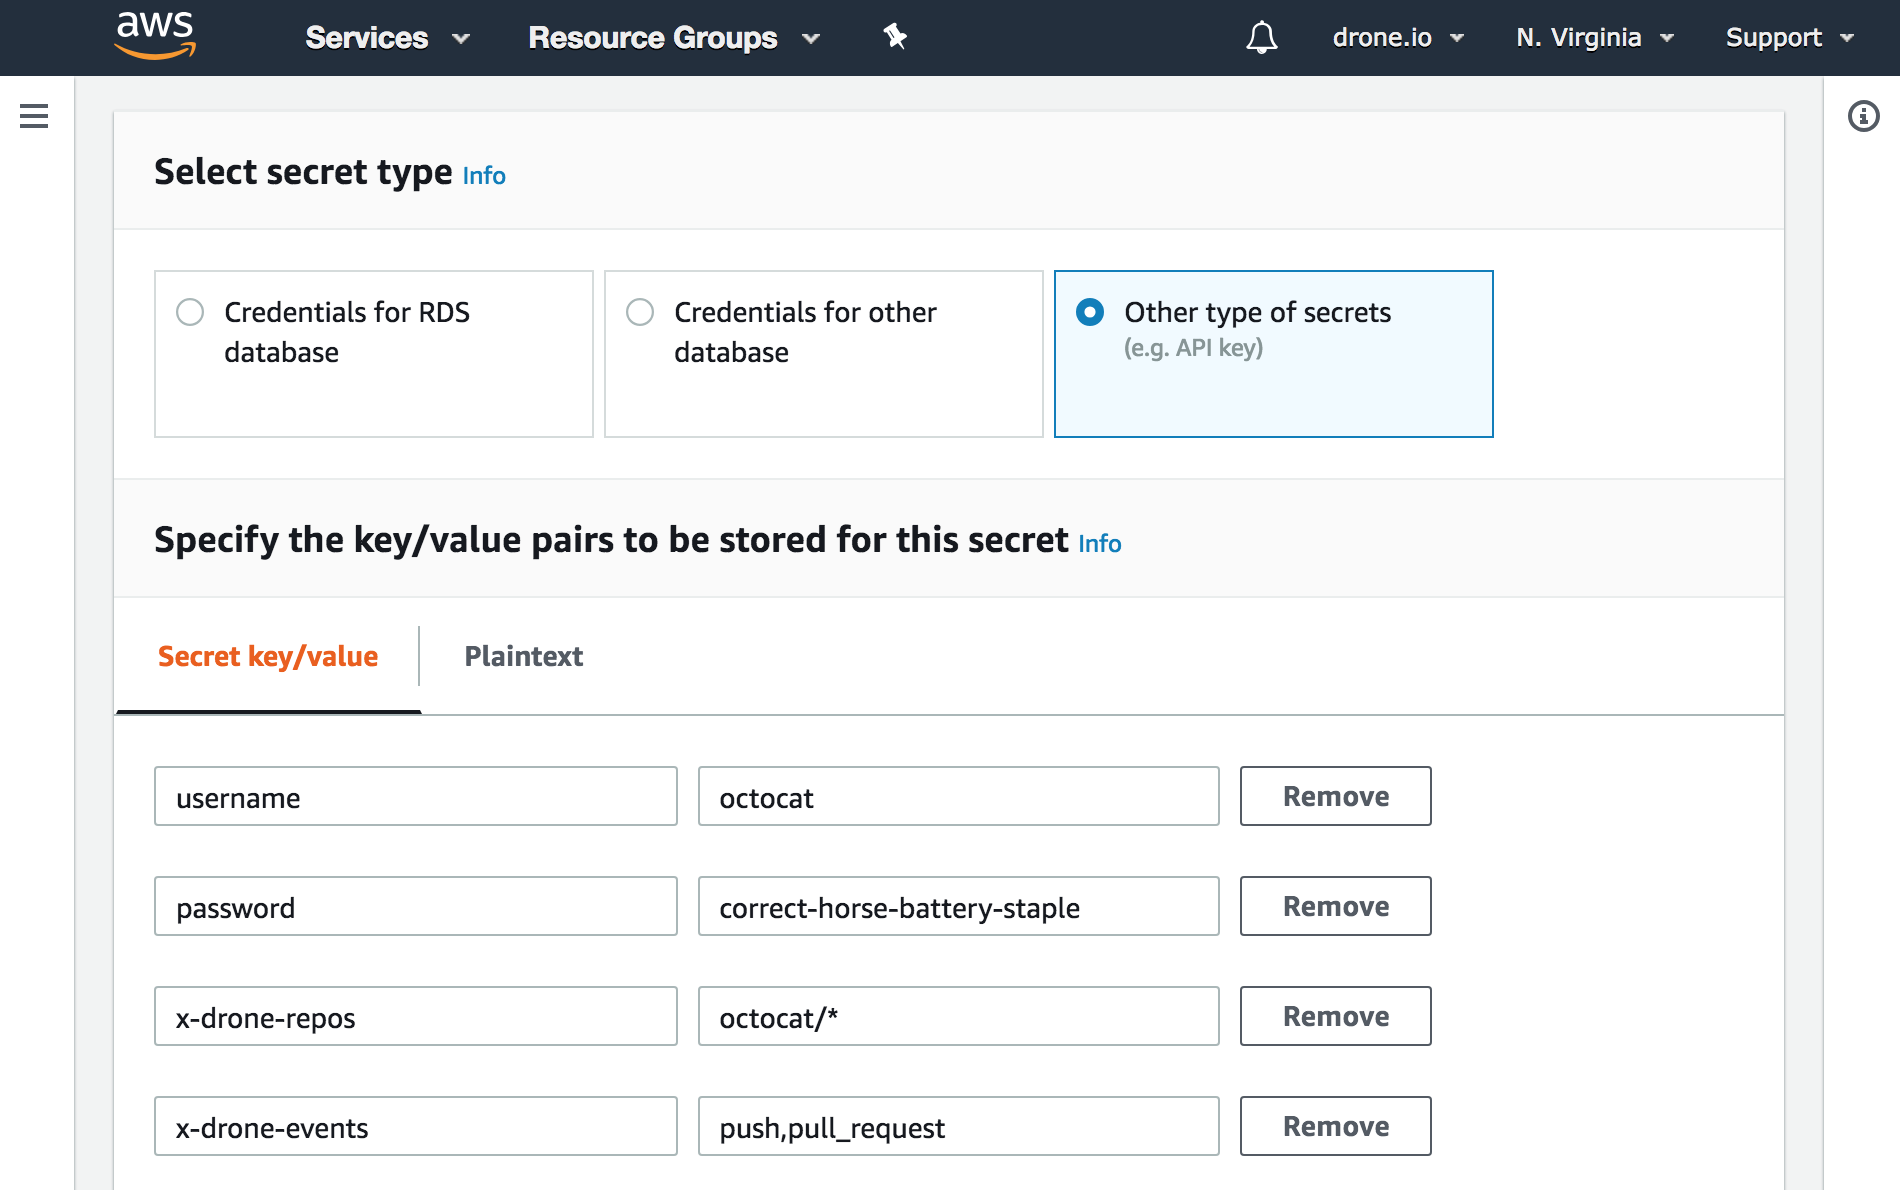 aws Services Resource Groups drone.io N. Virginia Support
Select secret type Info
Credentials for RDS
database
Credentials for other
database
Other type of secrets
(e.g. API key)
Specify the key/value pairs to be stored for this secret Info
Secret key/value Plaintext
username octocat Remove
password correct-horse-battery-staple Remove
x-drone-repos octocat/* Remove
x-drone-events push,pull_request Remove